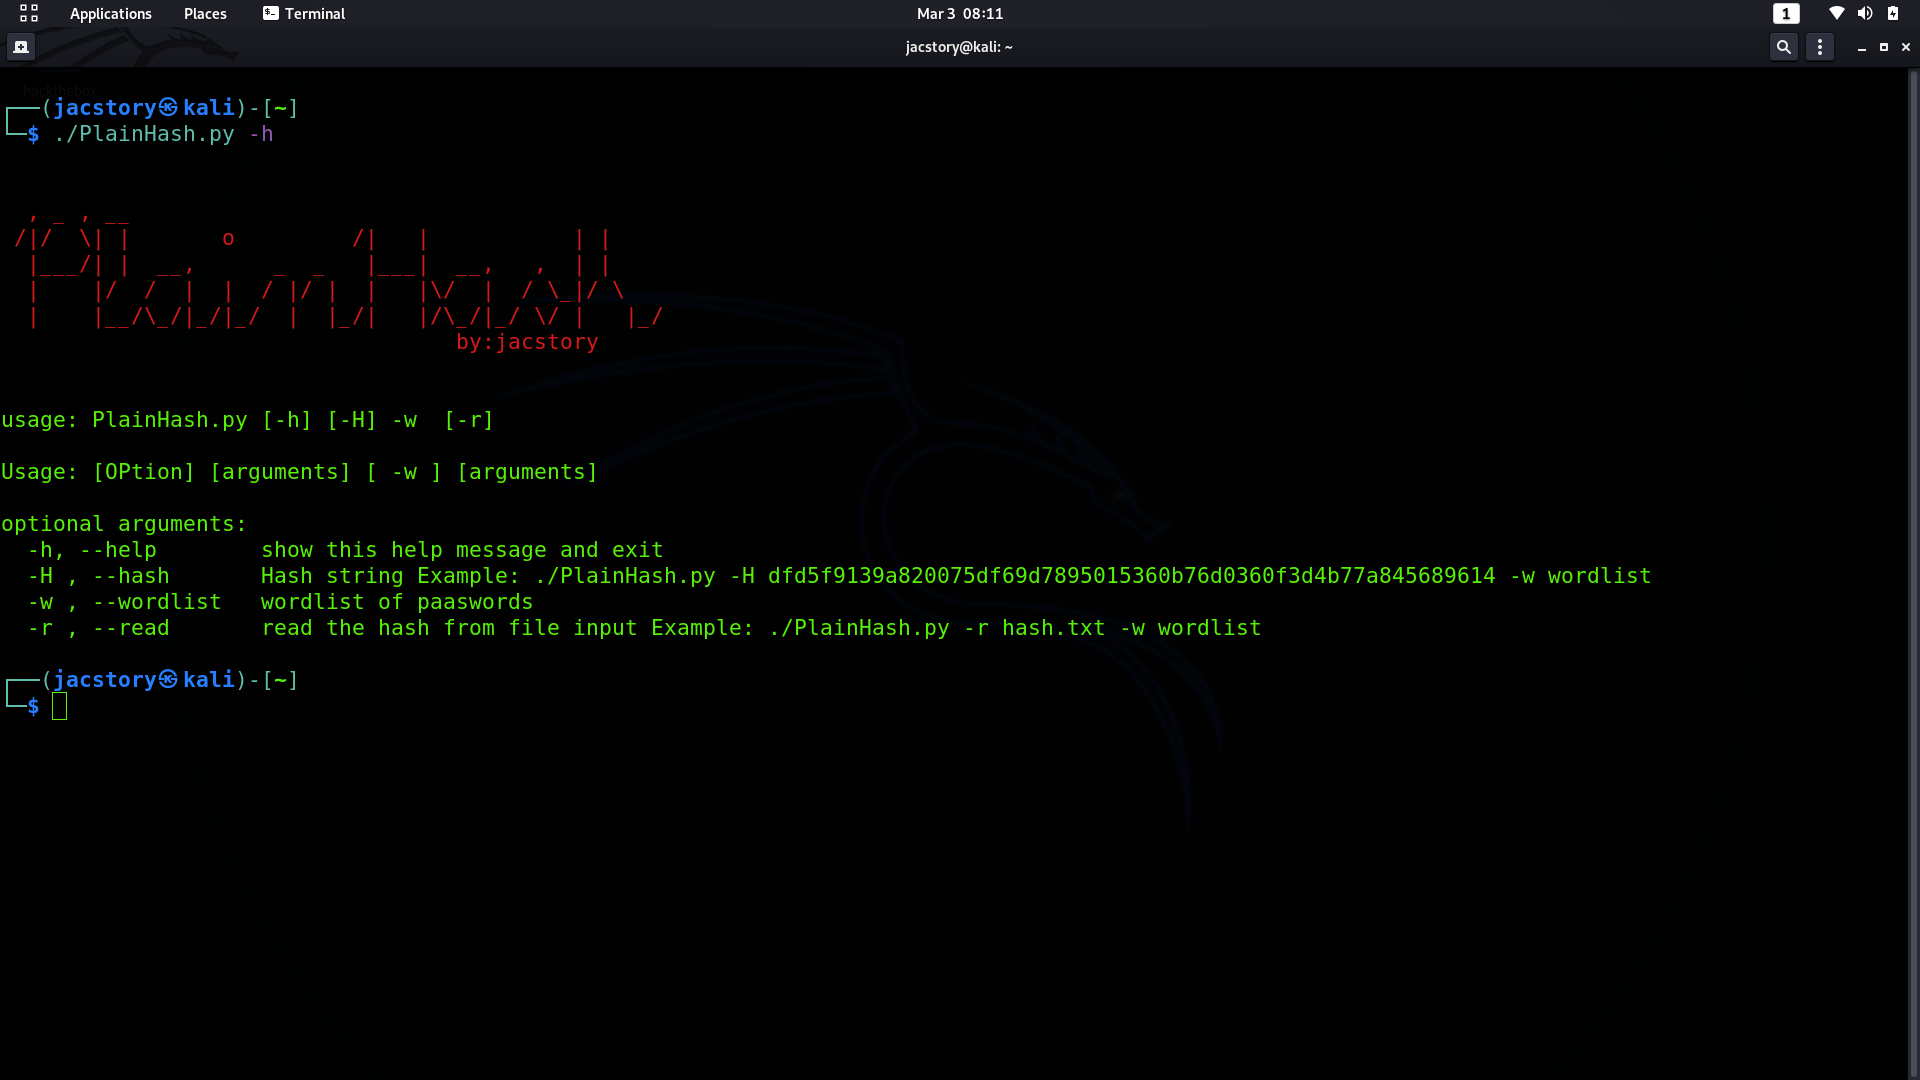 Applications Places Terminal Mar 3 08:11 1
jacstory@kali: ~
hackthebox
(jacstory㉿kali)-[~]
$ ./PlainHash.py -h
PlainHash
by:jacstory
usage: PlainHash.py [-h] [-H] -w  [-r]
Usage: [OPtion] [arguments] [ -w ] [arguments]
optional arguments:
-h, --help        show this help message and exit
-H , --hash       Hash string Example: ./PlainHash.py -H dfd5f9139a820075df69d7895015360b76d0360f3d4b77a845689614 -w wordlist
-w , --wordlist   wordlist of paaswords
-r , --read       read the hash from file input Example: ./PlainHash.py -r hash.txt -w wordlist
(jacstory㉿kali)-[~]
$